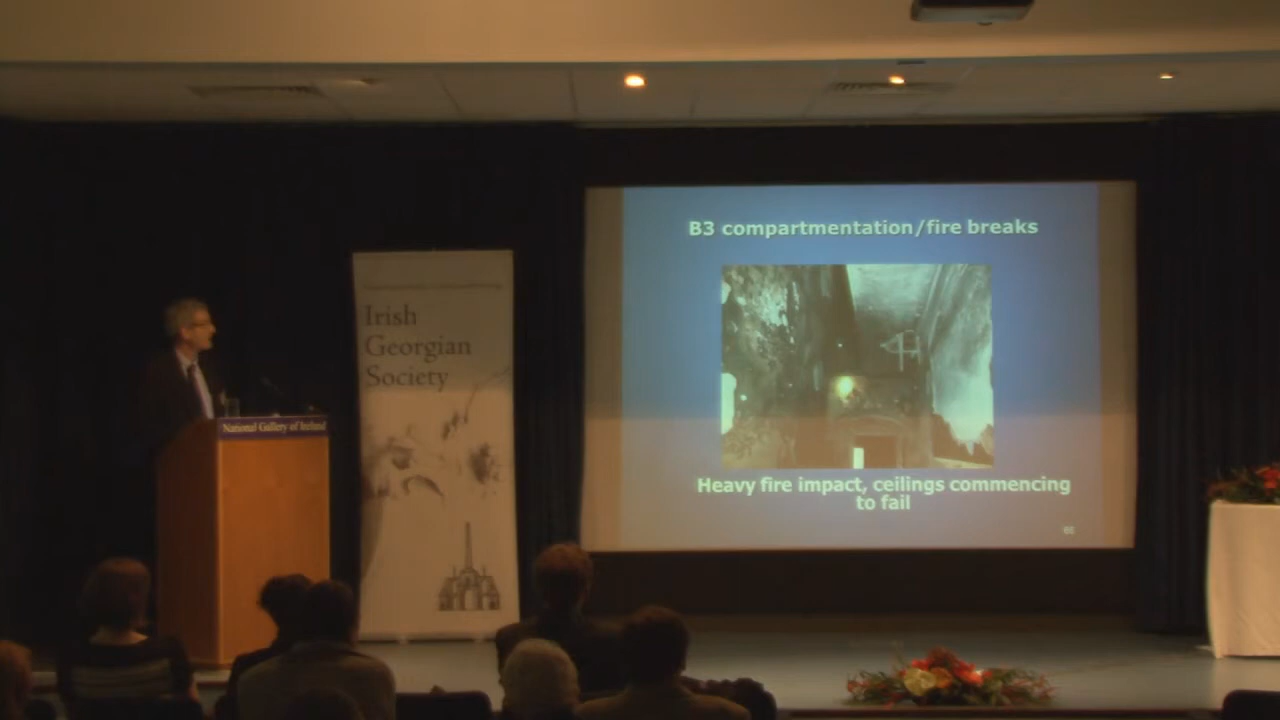 B3 compartmentation/fire breaks
Irish
Georgian
Society
National Gallery of Ireland
Heavy fire impact, ceilings commencing
to fail